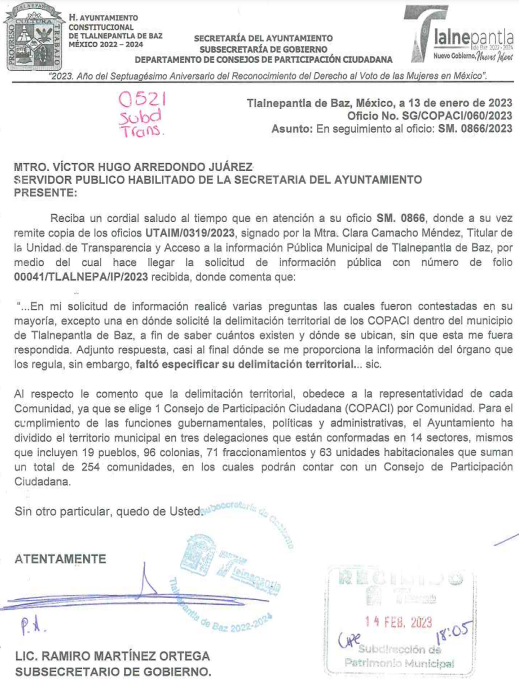 H. AYUNTAMIENTO
CONSTITUCIONAL
DE TLALNEPANTLA DE BAZ,
MÉXICO 2022 – 2024
SECRETARÍA DEL AYUNTAMIENTO
SUBSECRETARÍA DE GOBIERNO
DEPARTAMENTO DE CONSEJOS DE PARTICIPACIÓN CIUDADANA
Tlalnepantla
de Baz 2022 - 2024
Nuevo Gobierno, Nueva
"2023. Año del Septuagésimo Aniversario del Reconocimiento del Derecho al Voto de las Mujeres en México".
0521
Subd
Trans.
Tlalnepantla de Baz, México, a 13 de enero de 2023
Oficio No. SG/COPACI/060/2023
Asunto: En seguimiento al oficio: SM. 0866/2023
MTRO. VÍCTOR HUGO ARREDONDO JUÁREZ
SERVIDOR PUBLICO HABILITADO DE LA SECRETARIA DEL AYUNTAMIENTO
PRESENTE:
Reciba un cordial saludo al tiempo que en atención a su oficio SM. 0866, donde a su vez
remite copia de los oficios UTAIM/0319/2023, signado por la Mtra. Clara Camacho Méndez, Titular de
la Unidad de Transparencia y Acceso a la información Pública Municipal de Tlalnepantla de Baz, por
medio del cual hace llegar la solicitud de información pública con número de folio
00041/TLALNEPA/IP/2023 recibida, donde comenta que:
"...En mi solicitud de información realicé varias preguntas las cuales fueron contestadas en su
mayoría, excepto una en dónde solicité la delimitación territorial de los COPACI dentro del municipio
de Tlalnepantla de Baz, a fin de saber cuántos existen y dónde se ubican, sin que esta me fuera
respondida. Adjunto respuesta, casi al final dónde se me proporciona la información del órgano que
los regula, sin embargo, faltó especificar su delimitación territorial... sic.
Al respecto le comento que la delimitación territorial, obedece a la representatividad de cada
Comunidad, ya que se elige 1 Consejo de Participación Ciudadana (COPACI) por Comunidad. Para el
cumplimiento de las funciones gubernamentales, políticas y administrativas, el Ayuntamiento ha
dividido el territorio municipal en tres delegaciones que están conformadas en 14 sectores, mismos
que incluyen 19 pueblos, 96 colonias, 71 fraccionamientos y 63 unidades habitacionales que suman
un total de 254 comunidades, en los cuales podrán contar con un Consejo de Participación
Ciudadana.
Sin otro particular, quedo de Usted.
Subsecretaría de Gobierno
Tlalnepantla
Tlalnepantla de Baz 2022-2024
ATENTAMENTE
P.A.
LIC. RAMIRO MARTÍNEZ ORTEGA
SUBSECRETARIO DE GOBIERNO.
RECIBIDO
14 FEB. 2023
18:05
Subdirección de
Patrimonio Municipal